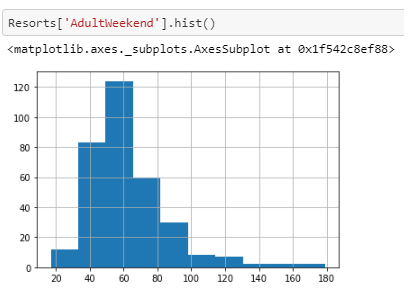 Resorts['AdultWeekend'].hist()
<matplotlib.axes._subplots.AxesSubplot at 0x1f542c8ef88>
120
100
80
60
40
20
0
20 40 60 80 100 120 140 160 180